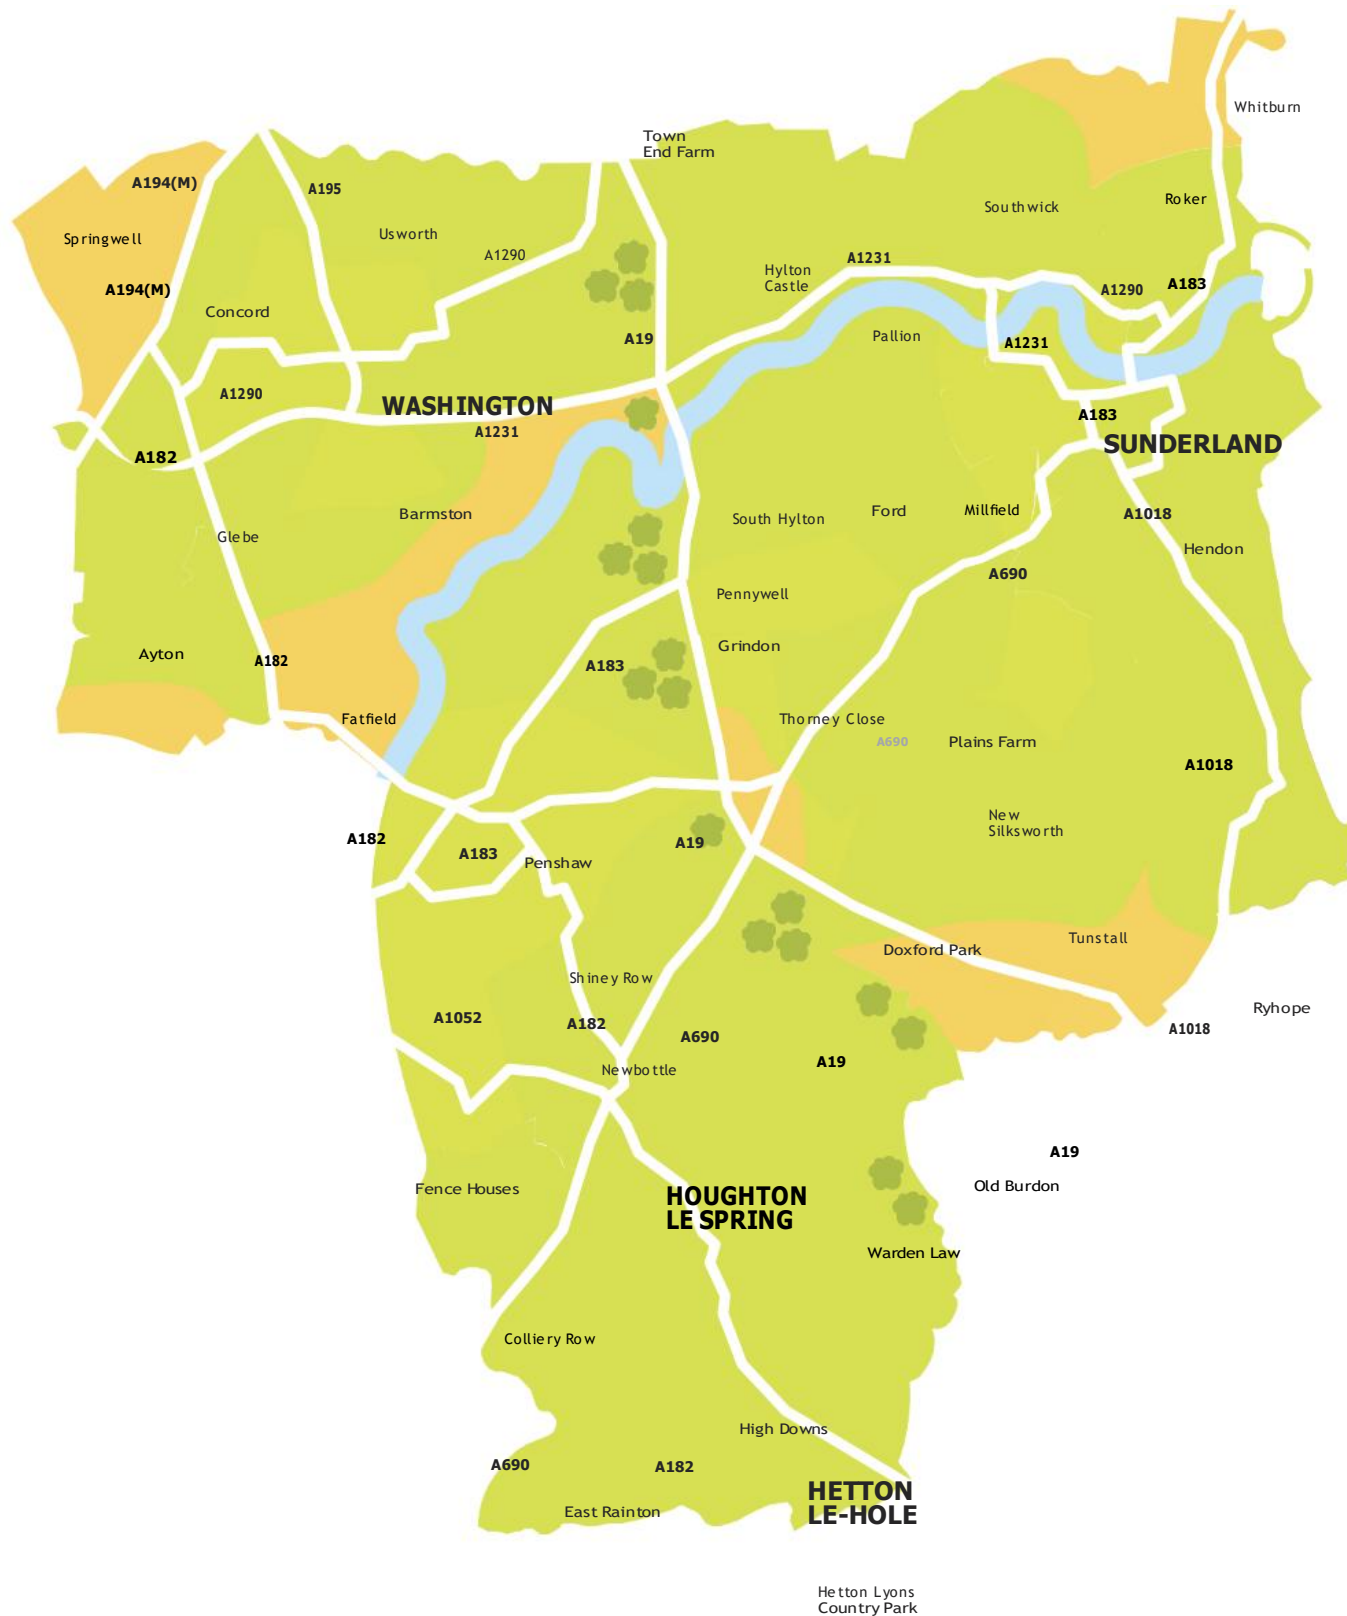 Whitburn
Town
End Farm
A194(M)
A195
Roker
Southwick
Usworth
Springwell
A1290
A1231
Hylton
Castle
A194(M)
A1290
A183
Concord
Pallion
A19
A1231
A1290
WASHINGTON
A183
A1231
SUNDERLAND
A182
Barmston
South Hylton
Ford
Millfield
A1018
Glebe
Hendon
A690
Pennywell
Grindon
Ayton
A182
A183
Fatfield
Thorney Close
A690
Plains Farm
A1018
New
Silksworth
A182
A183
Penshaw
A19
Tunstall
Doxford Park
Shiney Row
Ryhope
A1052
A182
A1018
A690
A19
Newbottle
A19
Old Burdon
Fence Houses
HOUGHTON
LE SPRING
Warden Law
Colliery Row
High Downs
A690
A182
HETTON
LE-HOLE
East Rainton
Hetton Lyons
Country Park